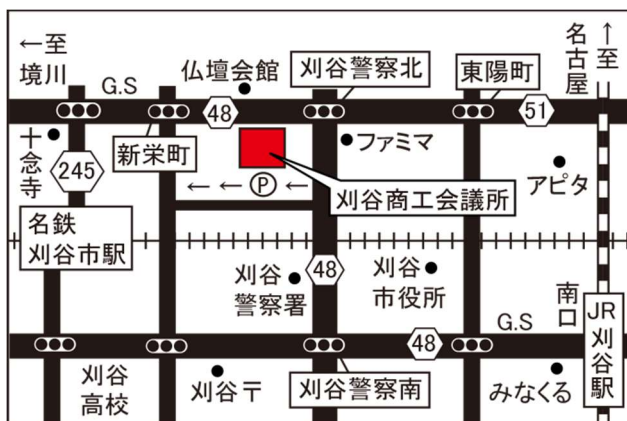 ←至
境川
G.S
仏壇会館
刈谷警察北
東陽町
名古屋
↑至
48
51
十念寺
新栄町
ファミマ
245
←←Ⓟ←
刈谷商工会議所
アピタ
名鉄
刈谷市駅
刈谷
警察署
48
刈谷
市役所
南口
JR刈谷駅
G.S
48
刈谷
高校
刈谷〒
刈谷警察南
みなくる